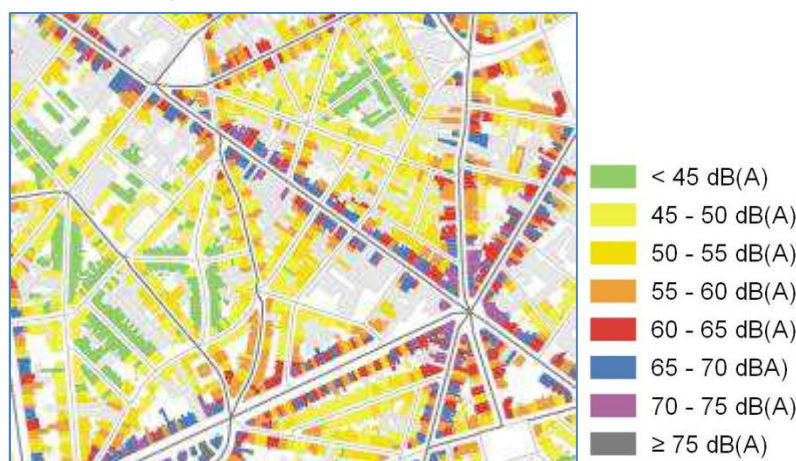 < 45 dB(A)
45 - 50 dB(A)
50 - 55 dB(A)
55 - 60 dB(A)
60 - 65 dB(A)
65 - 70 dBA)
70 - 75 dB(A)
≥ 75 dB(A)